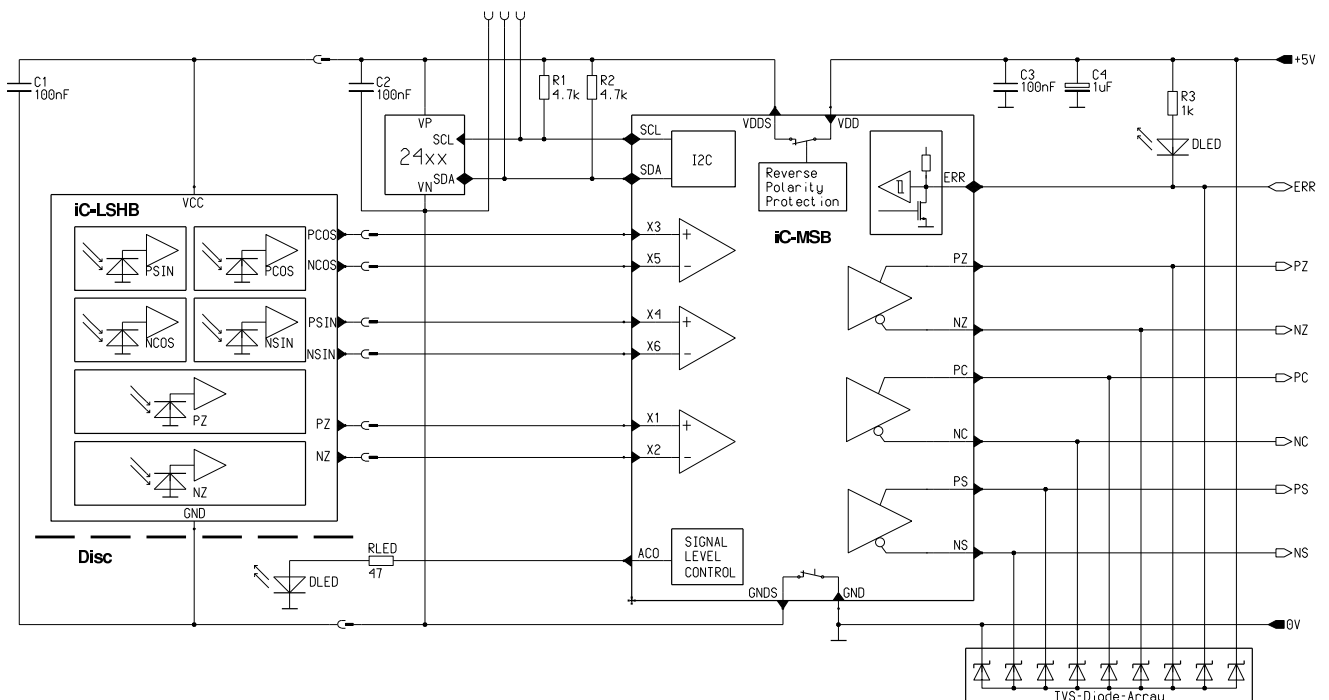 C1
100nF
C2
100nF
R1
4.7k
R2
4.7k
C3
100nF
C4
1uF
R3
1k
+5V
VP
SCL
24xx
SDA
VN
SCL
SDA
I2C
VDDS
VDD
Reverse
Polarity
Protection
iC-MSB
ERR
DLED
ERR
VCC
iC-LSHB
PSIN
PCOS
NCOS
NSIN
PZ
NZ
GND
PCOS
NCOS
PSIN
NSIN
PZ
NZ
X3
X5
X4
X6
X1
X2
PZ
NZ
PC
NC
PS
NS
PZ
NZ
PC
NC
PS
NS
Disc
RLED
47
DLED
ACO
SIGNAL
LEVEL
CONTROL
GNDS
GND
0V
TVS-Diode-Array